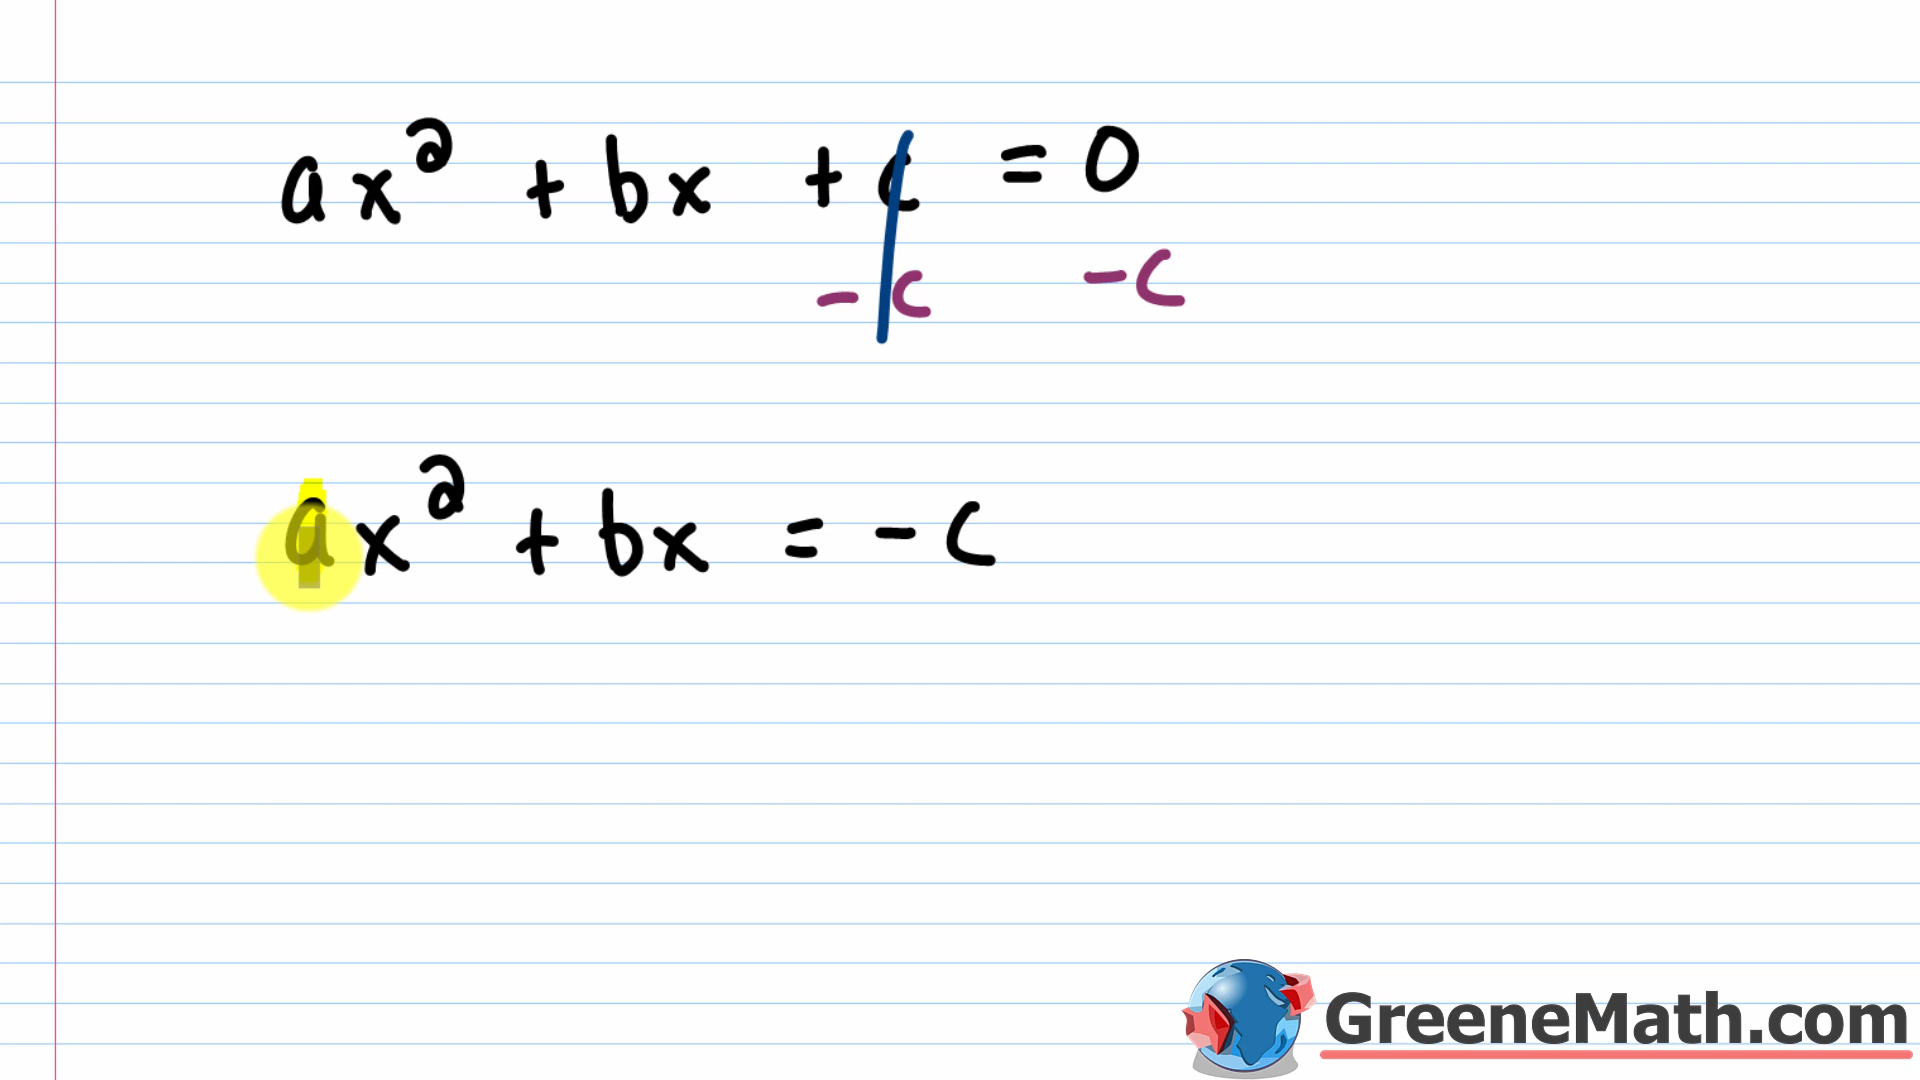 ax² + bx + c = 0
- c - c
ax² + bx = - c
GreeneMath.com